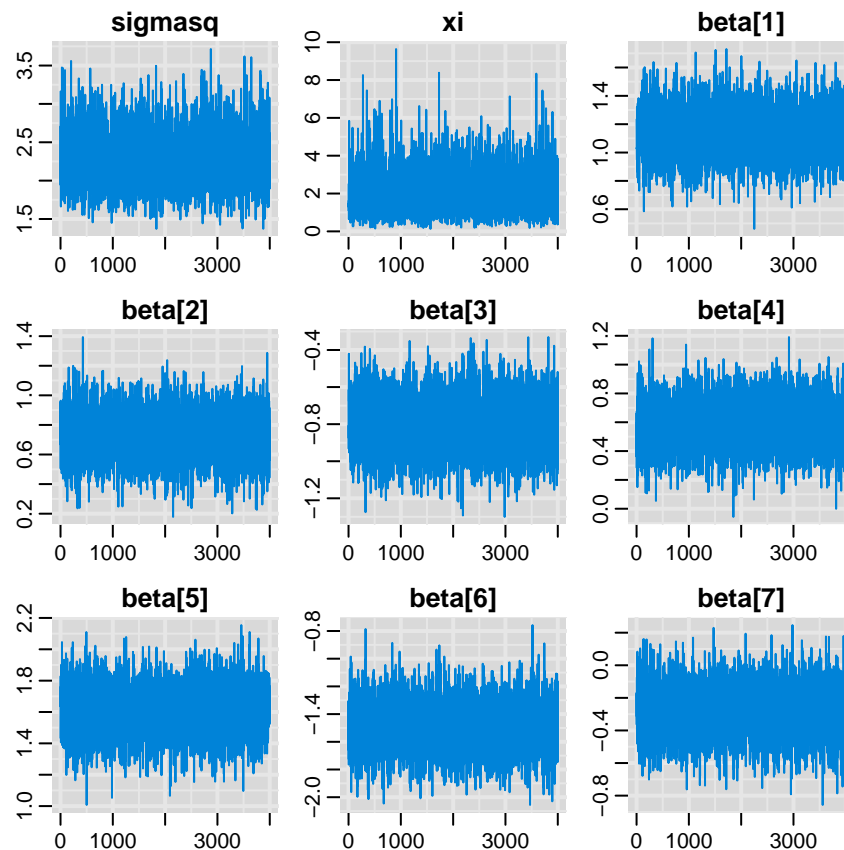 sigmasq xi beta[1]
3.5 2.5 1.5
10 8 6 4 2 0
1.4 1.0 0.6
0 1000 3000 0 1000 3000 0 1000 3000
beta[2] beta[3] beta[4]
1.4 1.0 0.6 0.2
−0.4 −0.8 −1.2
1.2 0.8 0.4 0.0
0 1000 3000 0 1000 3000 0 1000 3000
beta[5] beta[6] beta[7]
2.2 1.8 1.4 1.0
−0.8 −1.4 −2.0
0.0 −0.4 −0.8
0 1000 3000 0 1000 3000 0 1000 3000